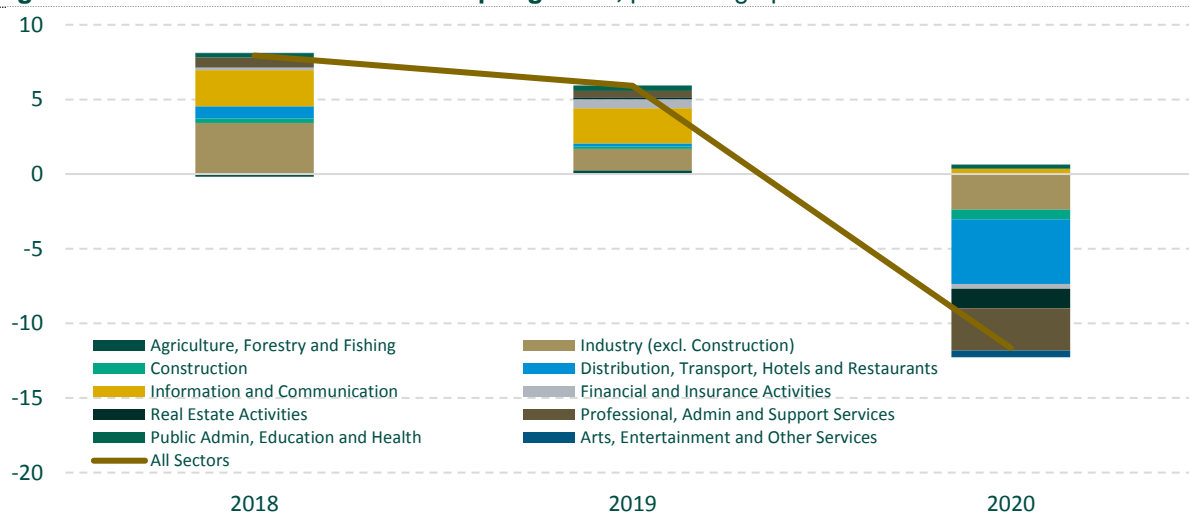 10
5
0
-5
-10
-15
-20
Agriculture, Forestry and Fishing
Industry (excl. Construction)
Construction
Distribution, Transport, Hotels and Restaurants
Information and Communication
Financial and Insurance Activities
Real Estate Activities
Professional, Admin and Support Services
Public Admin, Education and Health
Arts, Entertainment and Other Services
All Sectors
2018
2019
2020